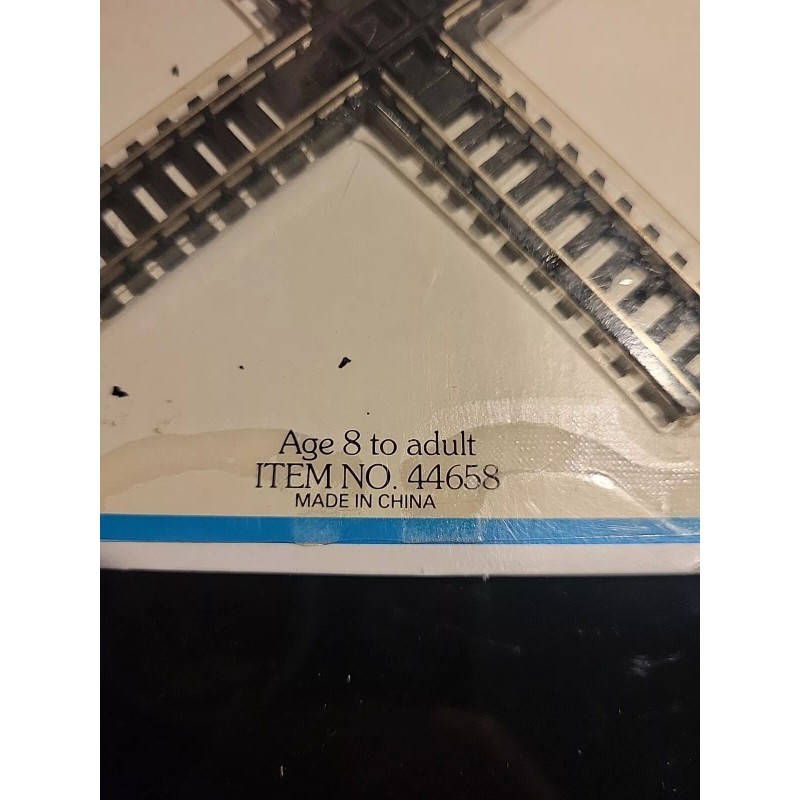 Age 8 to adult
ITEM NO. 44658
MADE IN CHINA